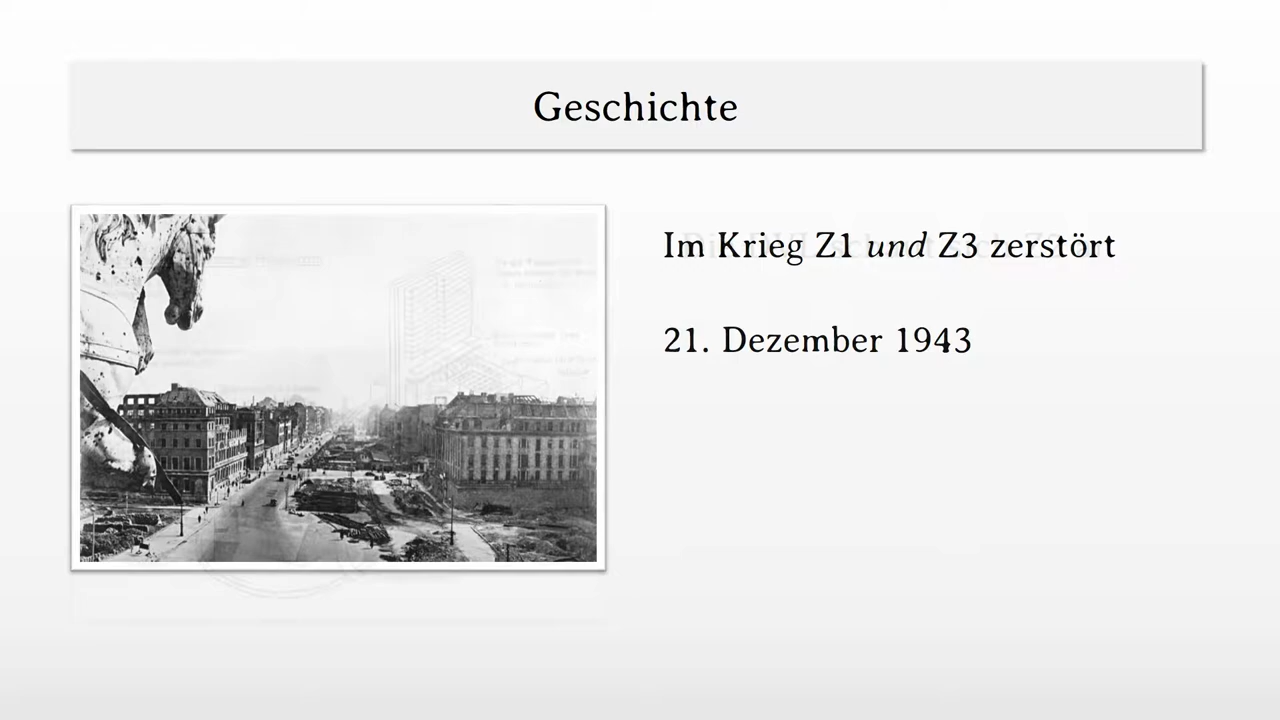 Geschichte
Im Krieg Z1 und Z3 zerstört
21. Dezember 1943